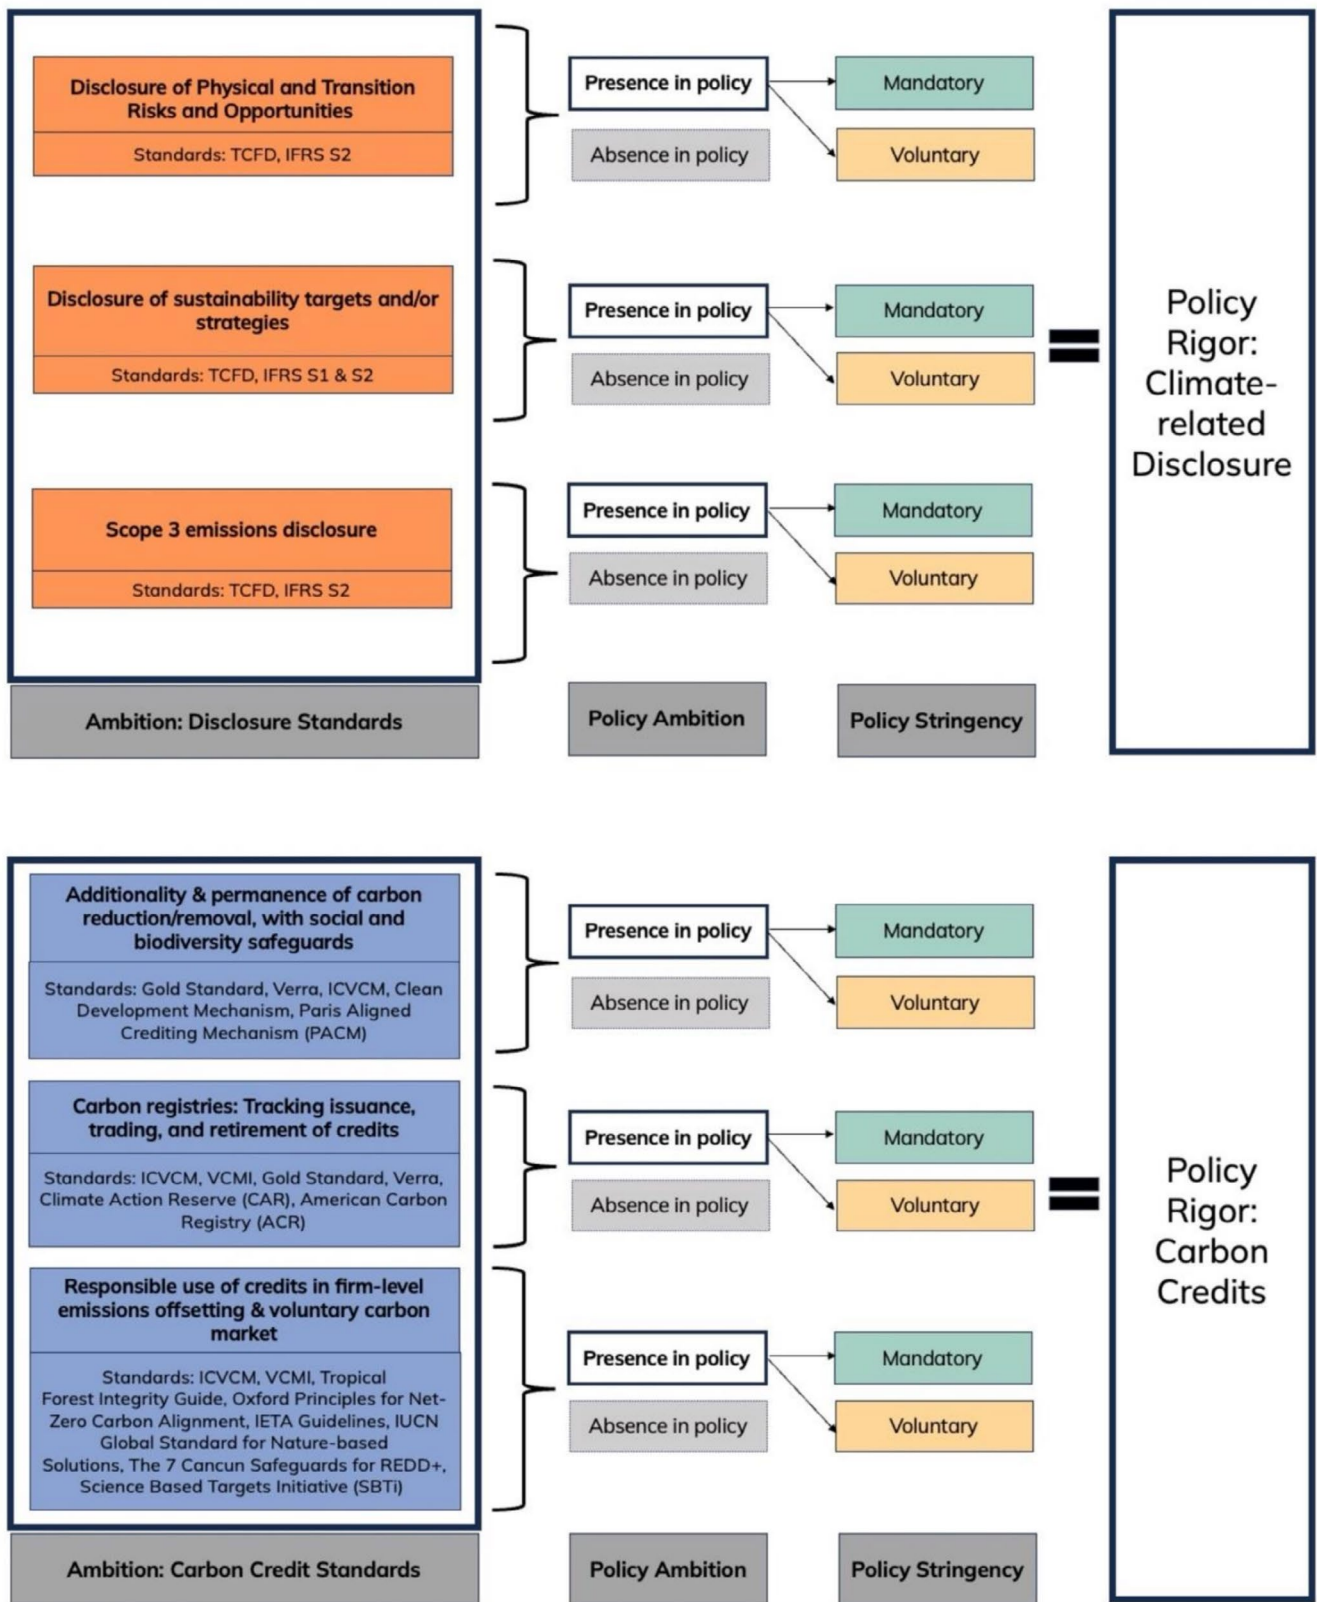 Disclosure of Physical and Transition
Risks and Opportunities
Standards: TCFD, IFRS S2
Presence in policy
Mandatory
Absence in policy
Voluntary
Disclosure of sustainability targets and/or
strategies
Standards: TCFD, IFRS S1 & S2
Presence in policy
Mandatory
Absence in policy
Voluntary
Scope 3 emissions disclosure
Standards: TCFD, IFRS S2
Presence in policy
Mandatory
Absence in policy
Voluntary
Policy
Rigor:
Climate-
related
Disclosure
Ambition: Disclosure Standards
Policy Ambition
Policy Stringency
Additionality & permanence of carbon
reduction/removal, with social and
biodiversity safeguards
Standards: Gold Standard, Verra, ICVCM, Clean
Development Mechanism, Paris Aligned
Crediting Mechanism (PACM)
Presence in policy
Mandatory
Absence in policy
Voluntary
Carbon registries: Tracking issuance,
trading, and retirement of credits
Standards: ICVCM, VCMI, Gold Standard, Verra,
Climate Action Reserve (CAR), American Carbon
Registry (ACR)
Presence in policy
Mandatory
Absence in policy
Voluntary
Responsible use of credits in firm-level
emissions offsetting & voluntary carbon
market
Standards: ICVCM, VCMI, Tropical
Forest Integrity Guide, Oxford Principles for Net-
Zero Carbon Alignment, IETA Guidelines, IUCN
Global Standard for Nature-based
Solutions, The 7 Cancun Safeguards for REDD+,
Science Based Targets Initiative (SBTi)
Presence in policy
Mandatory
Absence in policy
Voluntary
Policy
Rigor:
Carbon
Credits
Ambition: Carbon Credit Standards
Policy Ambition
Policy Stringency